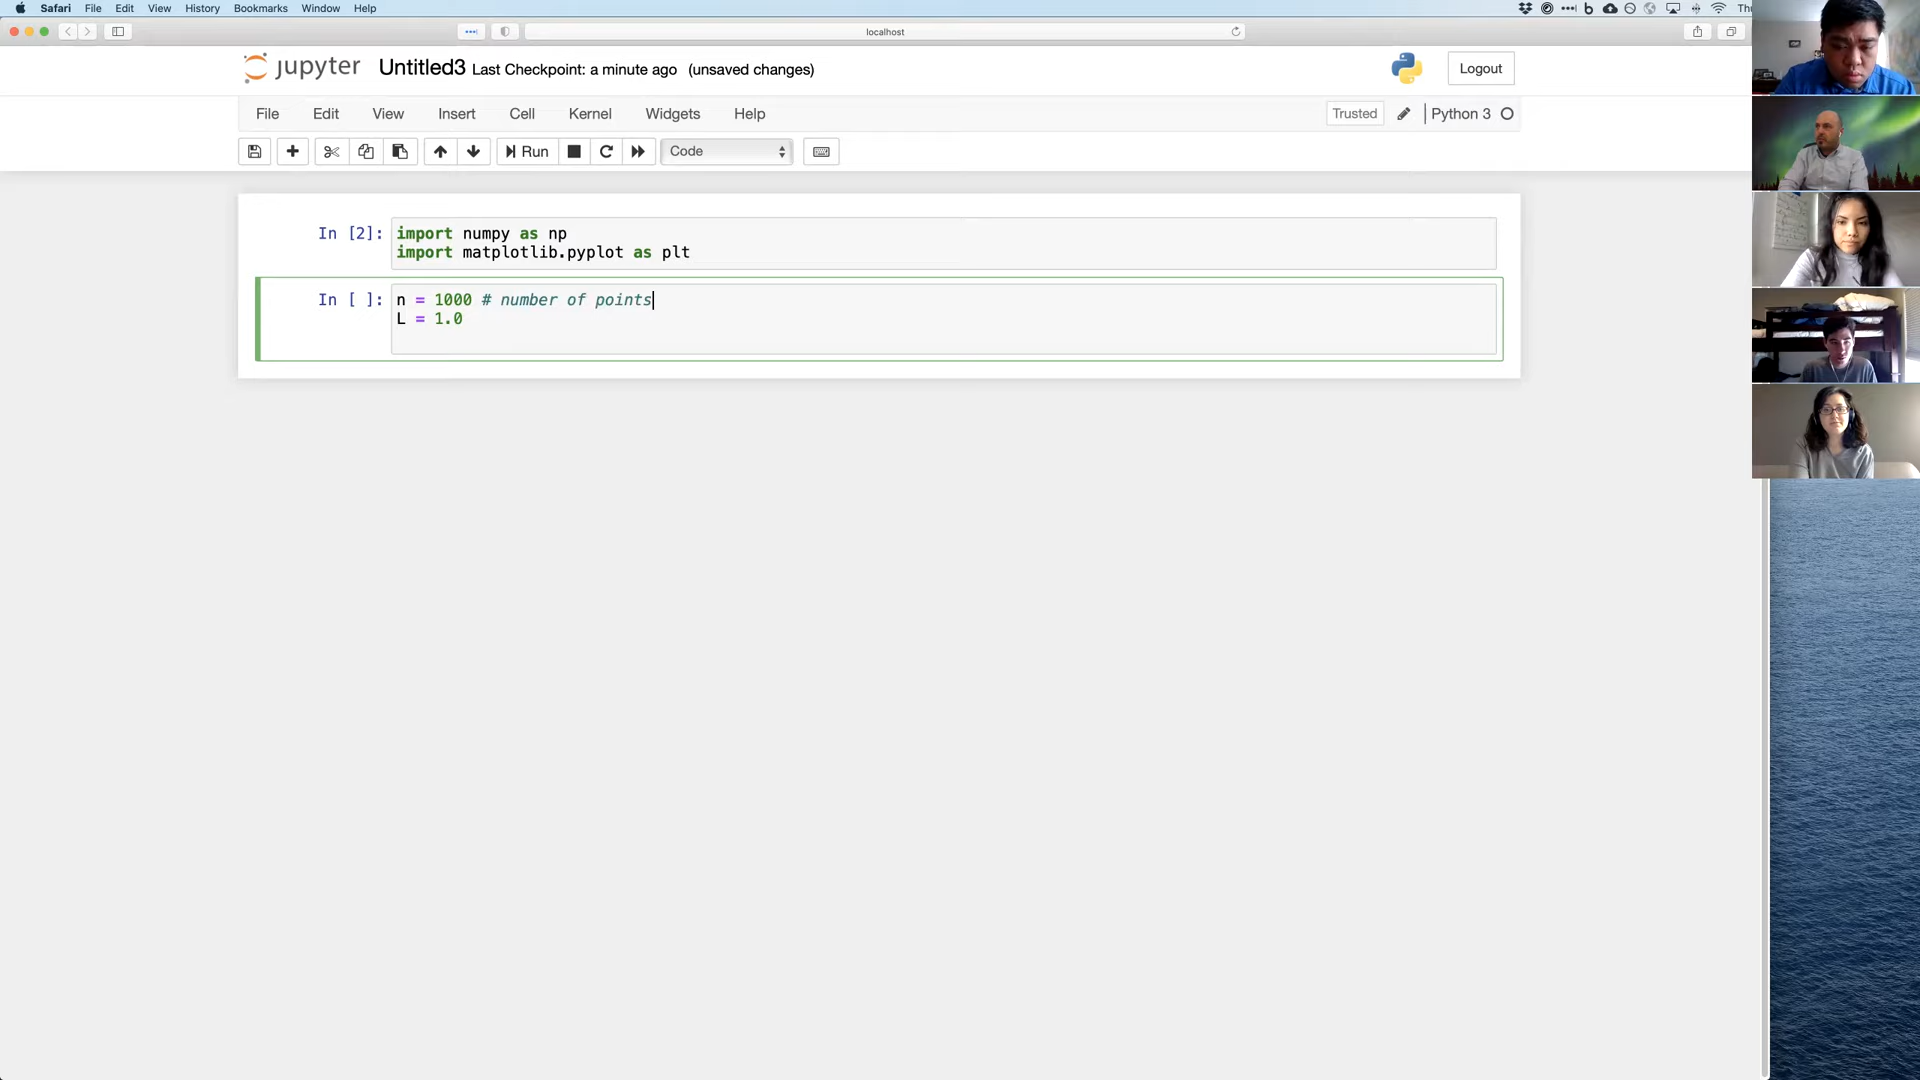 Safari File Edit View History Bookmarks Window Help Thu
localhost
jupyter Untitled3 Last Checkpoint: a minute ago (unsaved changes) Logout
File Edit View Insert Cell Kernel Widgets Help Trusted Python 3
Run Code
In [2]: import numpy as np
import matplotlib.pyplot as plt
In [ ]: n = 1000 # number of points
L = 1.0